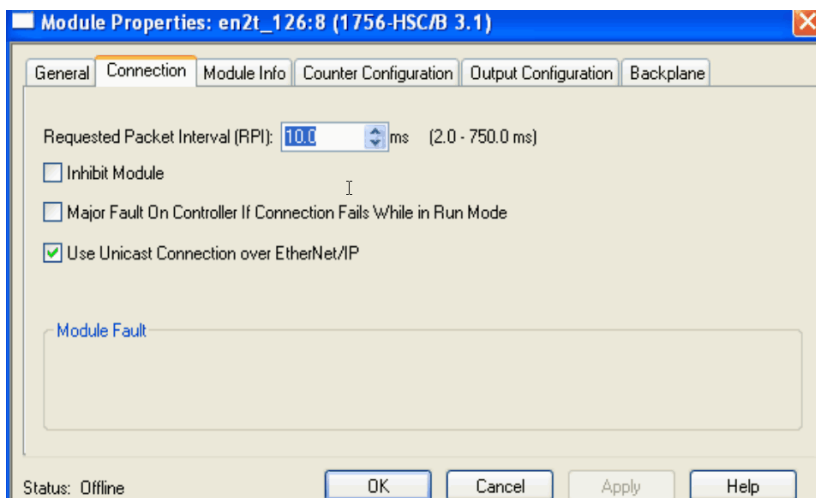 Module Properties: en2t_126:8 (1756-HSC/B 3.1)
General Connection Module Info Counter Configuration Output Configuration Backplane
Requested Packet Interval (RPI): 10.0 ms (2.0 - 750.0 ms)
Inhibit Module
Major Fault On Controller If Connection Fails While in Run Mode
Use Unicast Connection over EtherNet/IP
Module Fault
Status: Offline OK Cancel Apply Help